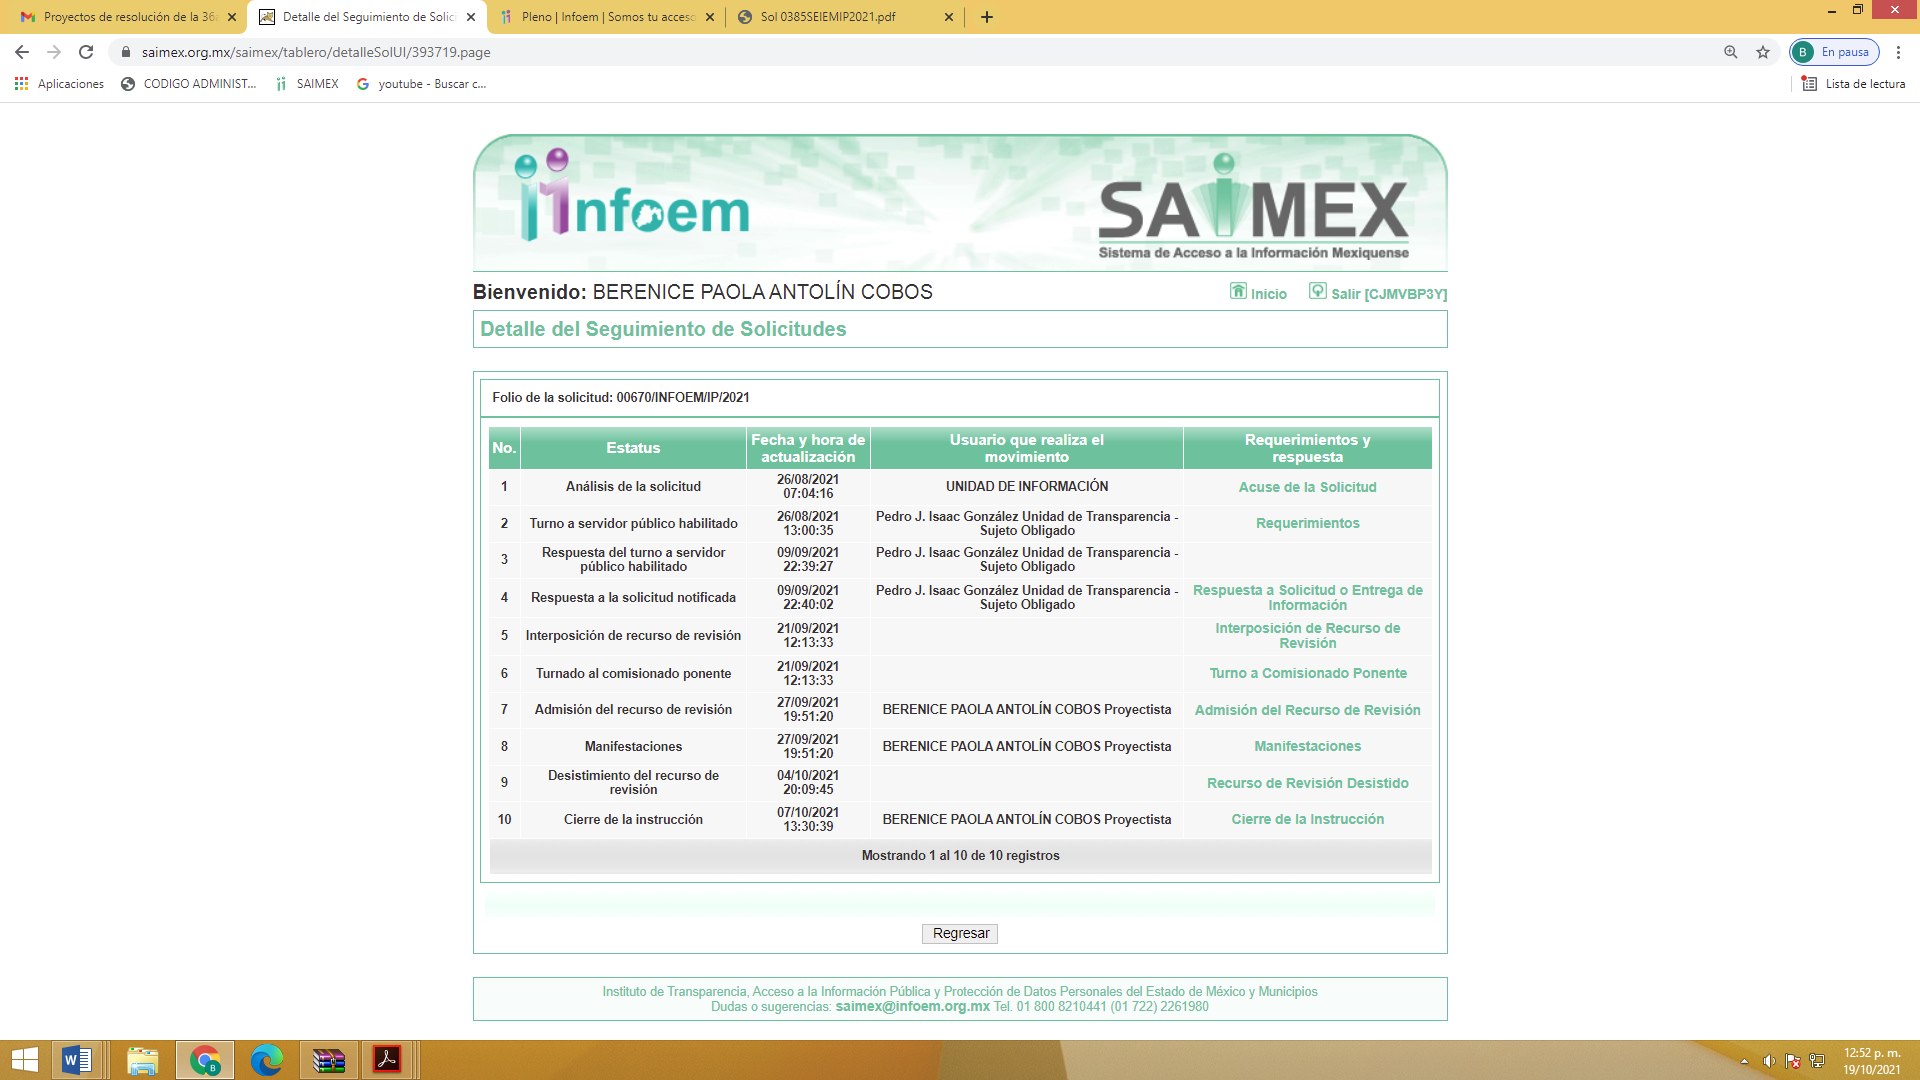 Proyectos de resolución de la 36a
Detalle del Seguimiento de Solic
Pleno | Infoem | Somos tu acceso
Sol 0385SEIEMIP2021.pdf
saimex.org.mx/saimex/tablero/detalleSolUI/393719.page
B
En pausa
Aplicaciones
CODIGO ADMINIST...
SAIMEX
youtube - Buscar c...
Lista de lectura
infoem
SAIMEX
Sistema de Acceso a la Información Mexiquense
Bienvenido: BERENICE PAOLA ANTOLÍN COBOS
Inicio
Salir [CJMVBP3Y]
Detalle del Seguimiento de Solicitudes
Folio de la solicitud: 00670/INFOEM/IP/2021
No. Estatus Fecha y hora de actualización Usuario que realiza el movimiento Requerimientos y respuesta
1 Análisis de la solicitud 26/08/2021 07:04:16 UNIDAD DE INFORMACIÓN Acuse de la Solicitud
2 Turno a servidor público habilitado 26/08/2021 13:00:35 Pedro J. Isaac González Unidad de Transparencia - Sujeto Obligado Requerimientos
3 Respuesta del turno a servidor público habilitado 09/09/2021 22:39:27 Pedro J. Isaac González Unidad de Transparencia - Sujeto Obligado
4 Respuesta a la solicitud notificada 09/09/2021 22:40:02 Pedro J. Isaac González Unidad de Transparencia - Sujeto Obligado Respuesta a Solicitud o Entrega de Información
5 Interposición de recurso de revisión 21/09/2021 12:13:33 Interposición de Recurso de Revisión
6 Turnado al comisionado ponente 21/09/2021 12:13:33 Turno a Comisionado Ponente
7 Admisión del recurso de revisión 27/09/2021 19:51:20 BERENICE PAOLA ANTOLÍN COBOS Proyectista Admisión del Recurso de Revisión
8 Manifestaciones 27/09/2021 19:51:20 BERENICE PAOLA ANTOLÍN COBOS Proyectista Manifestaciones
9 Desistimiento del recurso de revisión 04/10/2021 20:09:45 Recurso de Revisión Desistido
10 Cierre de la instrucción 07/10/2021 13:30:39 BERENICE PAOLA ANTOLÍN COBOS Proyectista Cierre de la Instrucción
Mostrando 1 al 10 de 10 registros
Regresar
Instituto de Transparencia, Acceso a la Información Pública y Protección de Datos Personales del Estado de México y Municipios
Dudas o sugerencias: saimex@infoem.org.mx Tel. 01 800 8210441 (01 722) 2261980
12:52 p. m.
19/10/2021